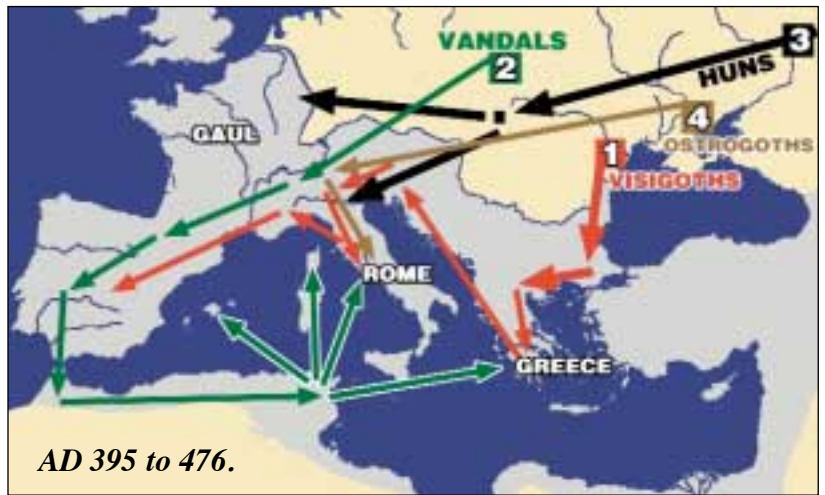 VANDALS
2
3
HUNS
4
OSTROGOTHS
GAUL
1
VISIGOTHS
ROME
GREECE
AD 395 to 476.